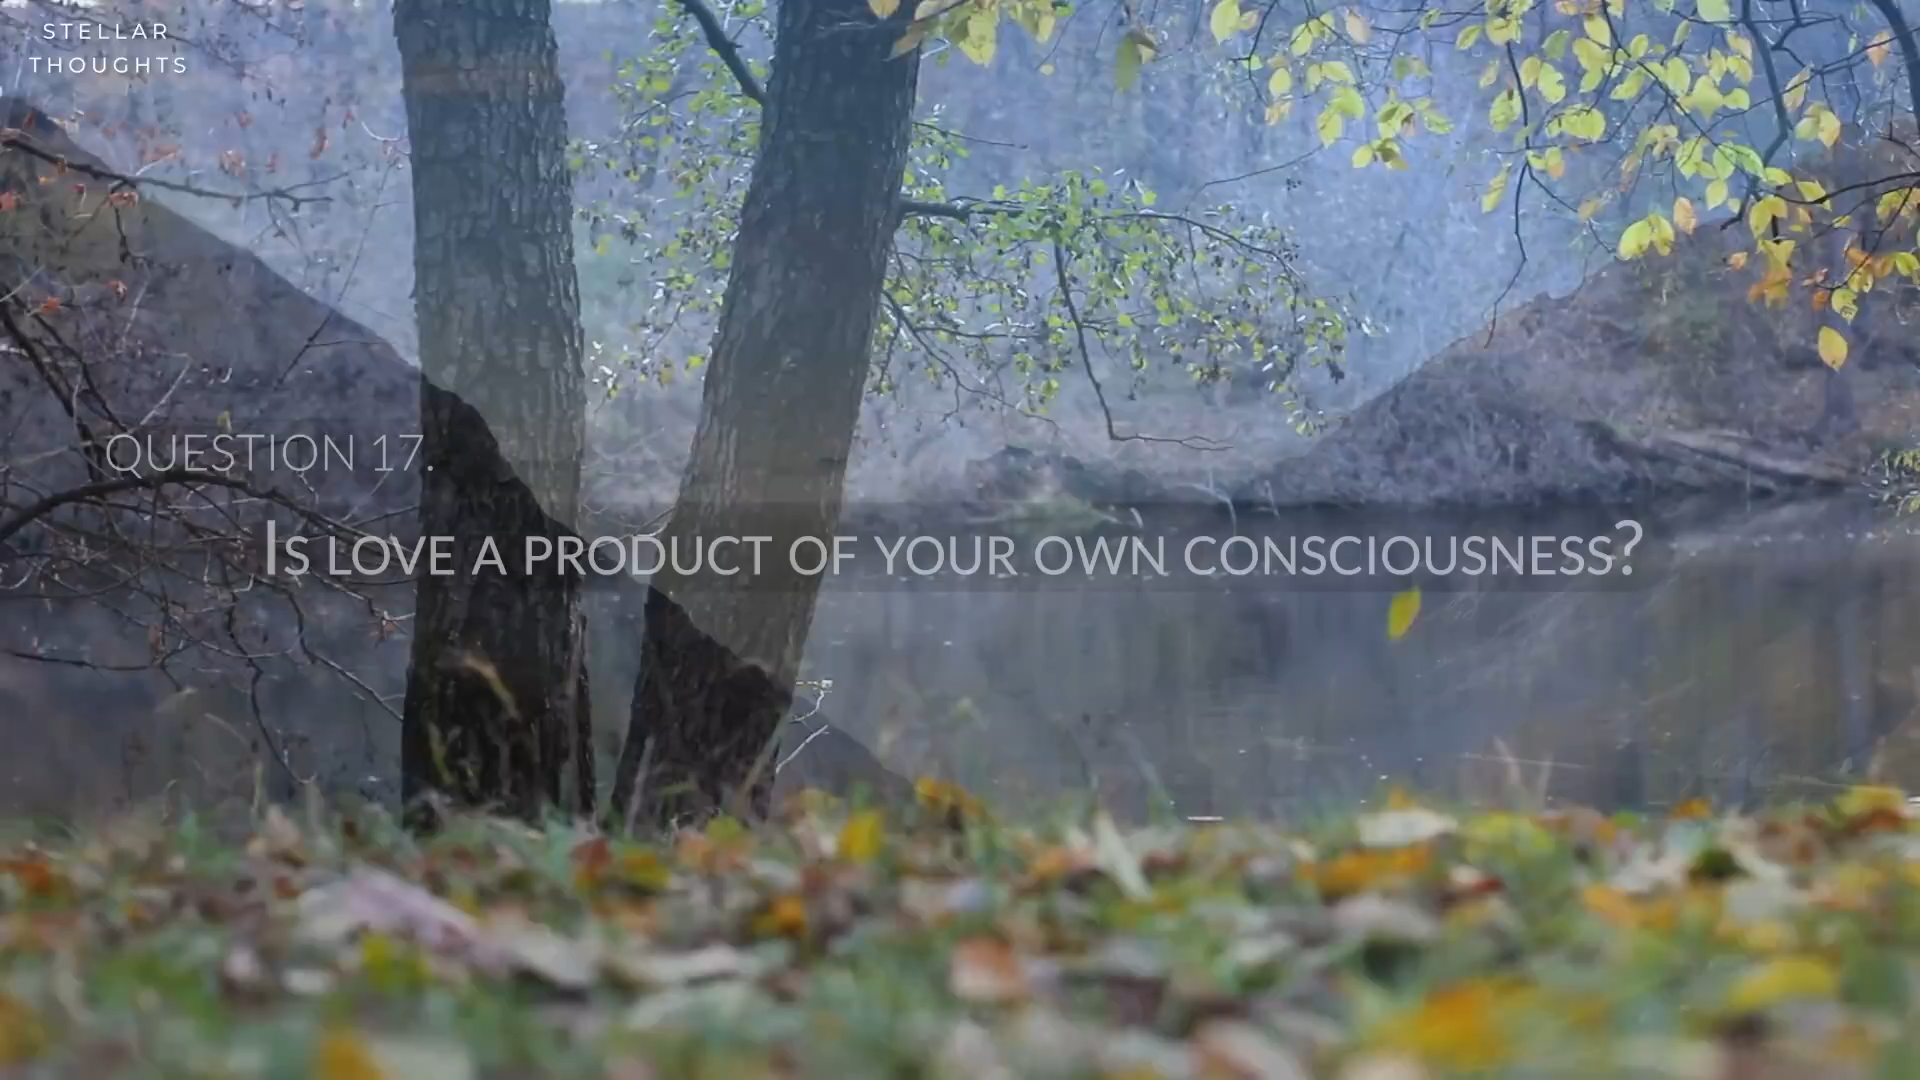 STELLAR
THOUGHTS
QUESTION 17.
IS LOVE A PRODUCT OF YOUR OWN CONSCIOUSNESS?